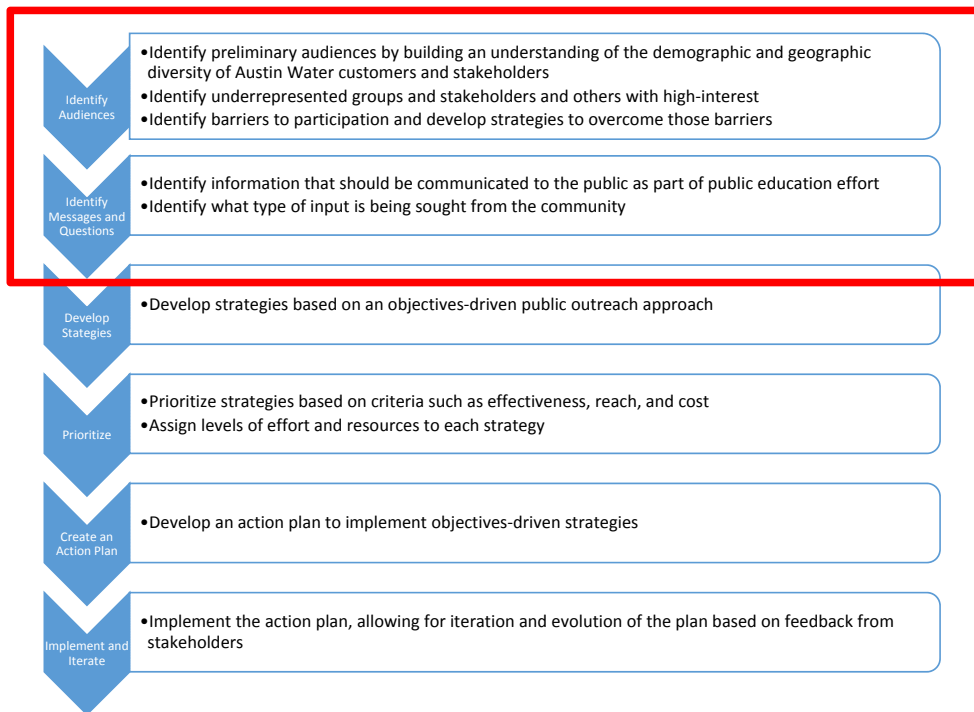 Identify
Audiences
•Identify preliminary audiences by building an understanding of the demographic and geographic
diversity of Austin Water customers and stakeholders
•Identify underrepresented groups and stakeholders and others with high-interest
•Identify barriers to participation and develop strategies to overcome those barriers
Identify
Messages and
Questions
•Identify information that should be communicated to the public as part of public education effort
•Identify what type of input is being sought from the community
Develop
Stategies
•Develop strategies based on an objectives-driven public outreach approach
Prioritize
•Prioritize strategies based on criteria such as effectiveness, reach, and cost
•Assign levels of effort and resources to each strategy
Create an
Action Plan
•Develop an action plan to implement objectives-driven strategies
Implement and
Iterate
•Implement the action plan, allowing for iteration and evolution of the plan based on feedback from
stakeholders